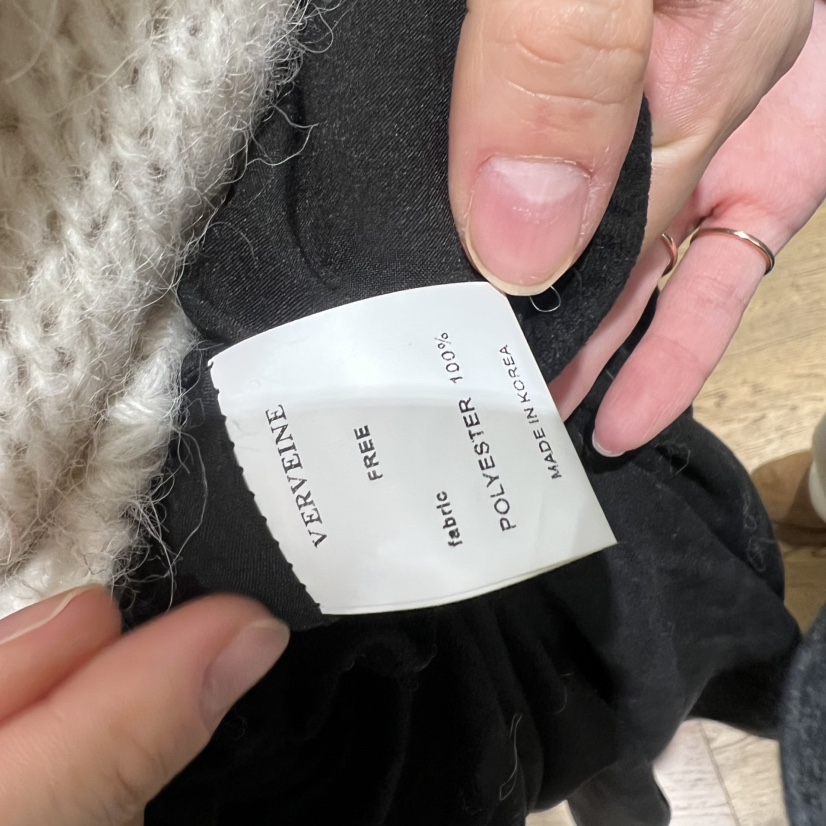 VERVEINE
FREE
fabric
POLYESTER 100%
MADE IN KOREA